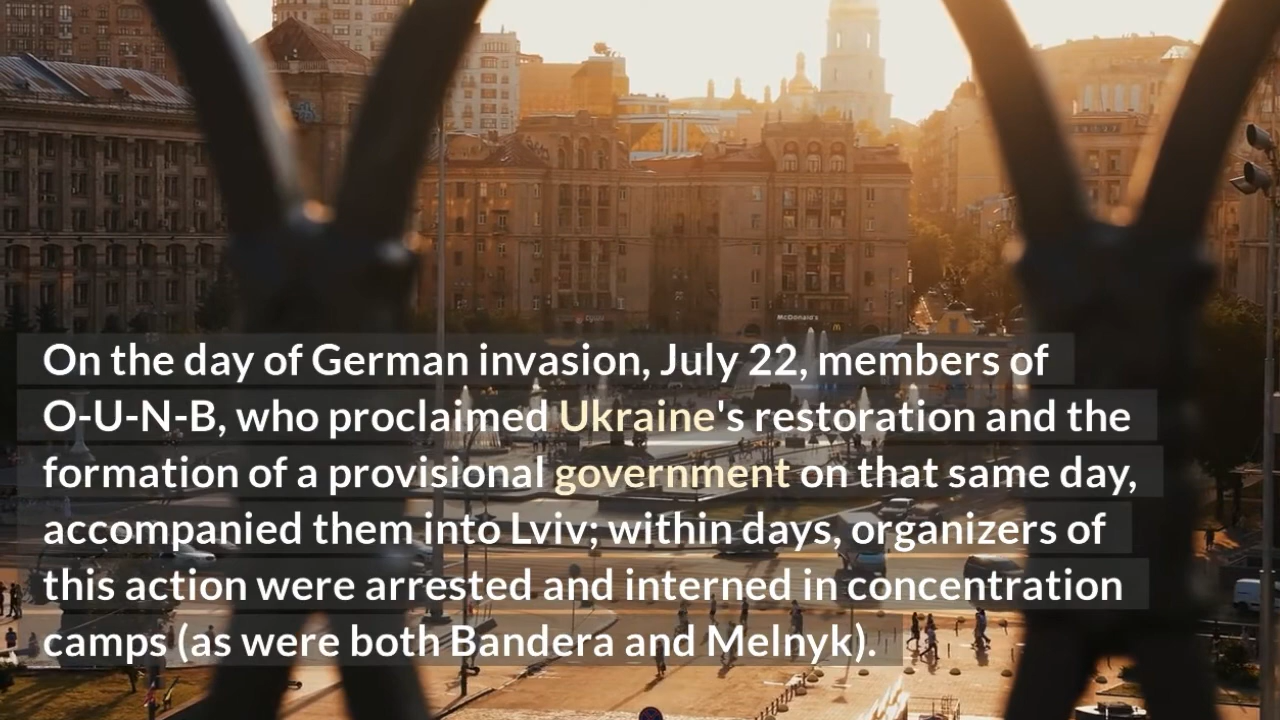 McDonald's
On the day of German invasion, July 22, members of
O-U-N-B, who proclaimed Ukraine's restoration and the
formation of a provisional government on that same day,
accompanied them into Lviv; within days, organizers of
this action were arrested and interned in concentration
camps (as were both Bandera and Melnyk).